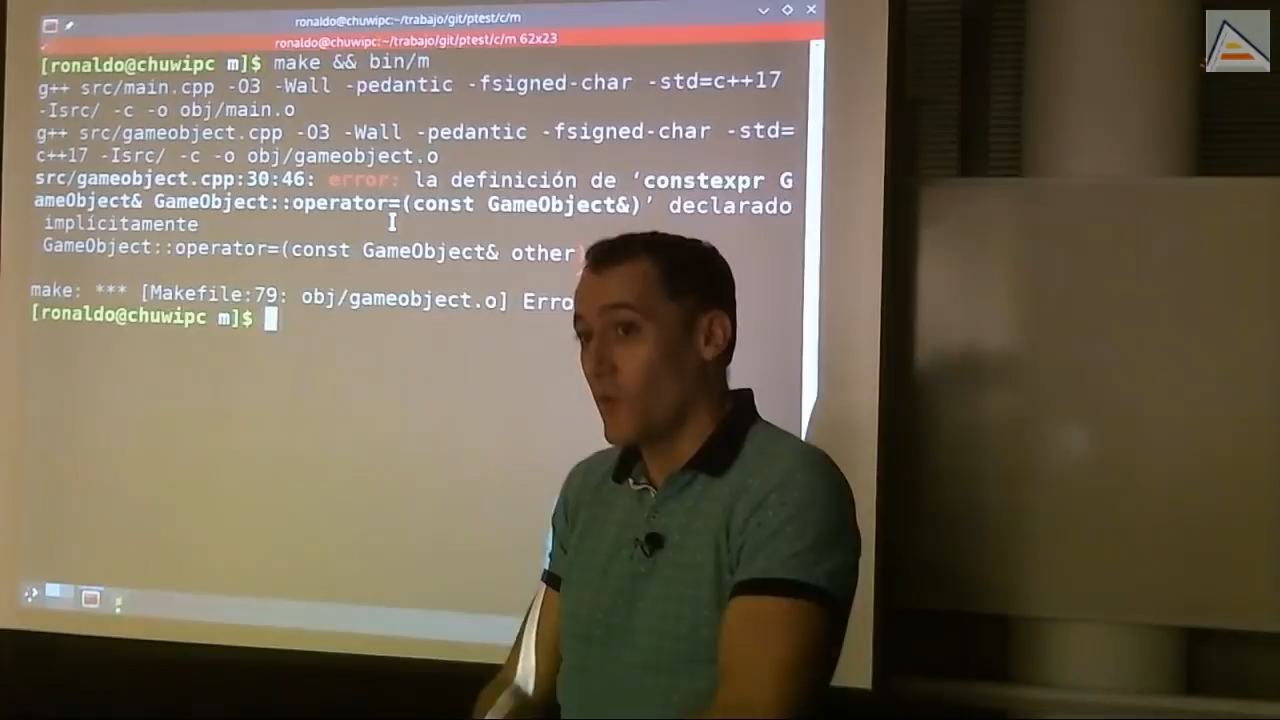 ronaldo@chuwipc:~/trabajo/git/ptest/c/m
ronaldo@chuwipc:~/trabajo/git/ptest/c/m 62x23
[ronaldo@chuwipc m]$ make && bin/m
g++ src/main.cpp -O3 -Wall -pedantic -fsigned-char -std=c++17
-Isrc/ -c -o obj/main.o
g++ src/gameobject.cpp -O3 -Wall -pedantic -fsigned-char -std=
c++17 -Isrc/ -c -o obj/gameobject.o
src/gameobject.cpp:30:46: error: la definición de ‘constexpr G
ameObject& GameObject::operator=(const GameObject&)’ declarado
implícitamente
GameObject::operator=(const GameObject& other)
make: *** [Makefile:79: obj/gameobject.o] Erro
[ronaldo@chuwipc m]$